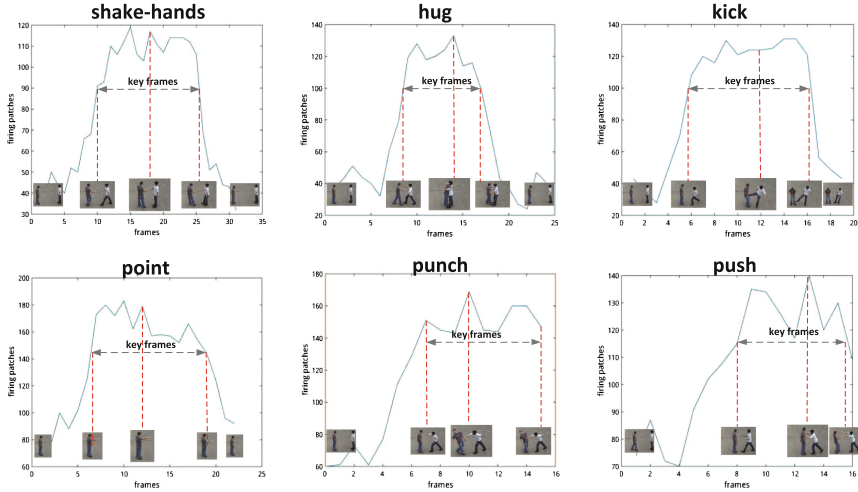 shake-hands
120
110
100
90
80
70
60
50
40
30
firing patches
key frames
0 5 10 15 20 25 30 35
frames
hug
140
120
100
80
60
40
20
firing patches
key frames
0 5 10 15 20 25
frames
kick
140
120
100
80
60
40
20
firing patches
key frames
0 2 4 6 8 10 12 14 16 18 20
frames
point
200
180
160
140
120
100
80
60
firing patches
key frames
0 5 10 15 20 25
frames
punch
180
160
140
120
100
80
60
firing patches
key frames
0 2 4 6 8 10 12 14 16
frames
push
140
130
120
110
100
90
80
70
firing patches
key frames
0 2 4 6 8 10 12 14 16
frames